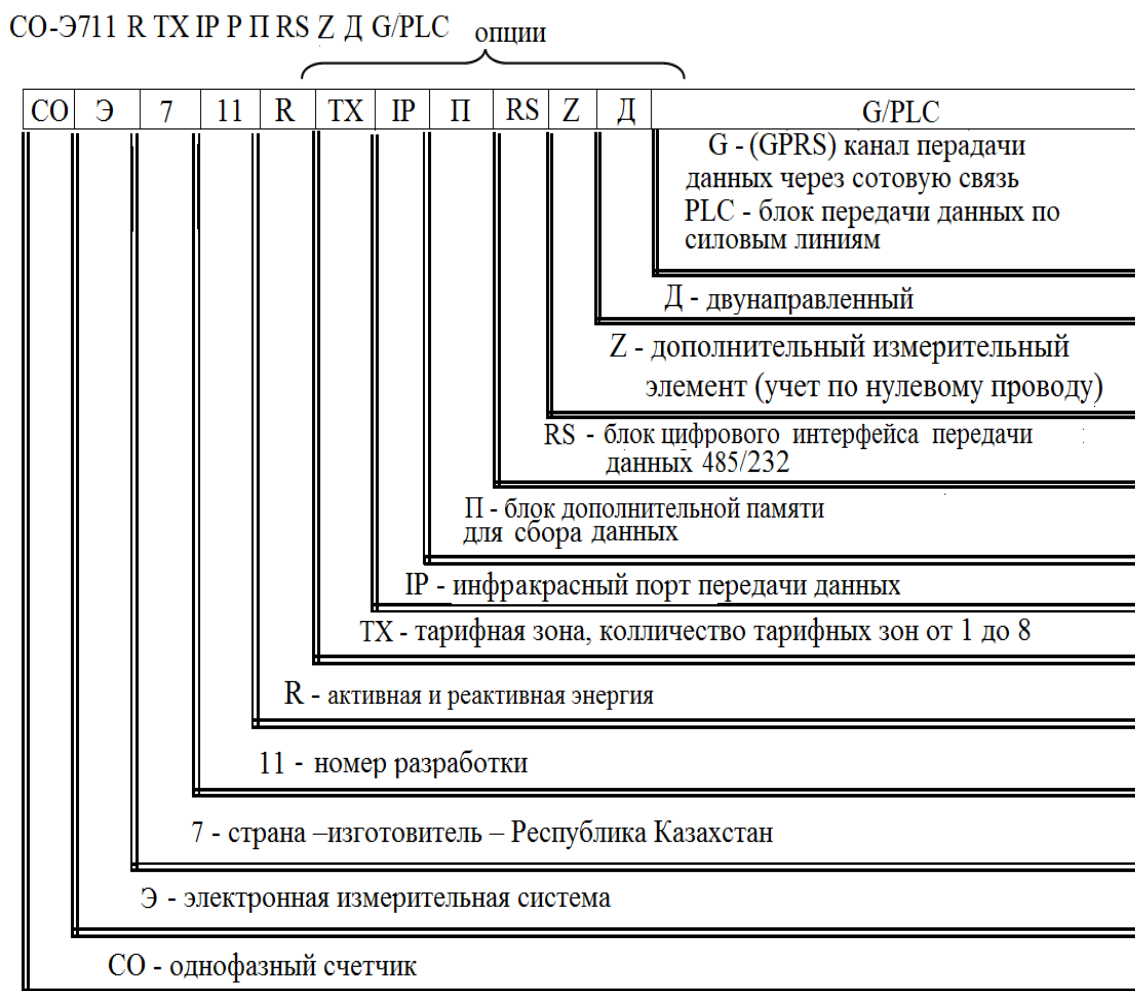 СО-Э711 R TX IP Р П RS Z Д G/PLC опции
СО Э 7 11 R TX IP П RS Z Д G/PLC
G - (GPRS) канал перадачи
данных через сотовую связь
PLC - блок передачи данных по
силовым линиям
Д - двунаправленный
Z - дополнительный измерительный
элемент (учет по нулевому проводу)
RS - блок цифрового интерфейса передачи
данных 485/232
П - блок дополнительной памяти
для сбора данных
IP - инфракрасный порт передачи данных
TX - тарифная зона, колличество тарифных зон от 1 до 8
R - активная и реактивная энергия
11 - номер разработки
7 - страна –изготовитель – Республика Казахстан
Э - электронная измерительная система
СО - однофазный счетчик